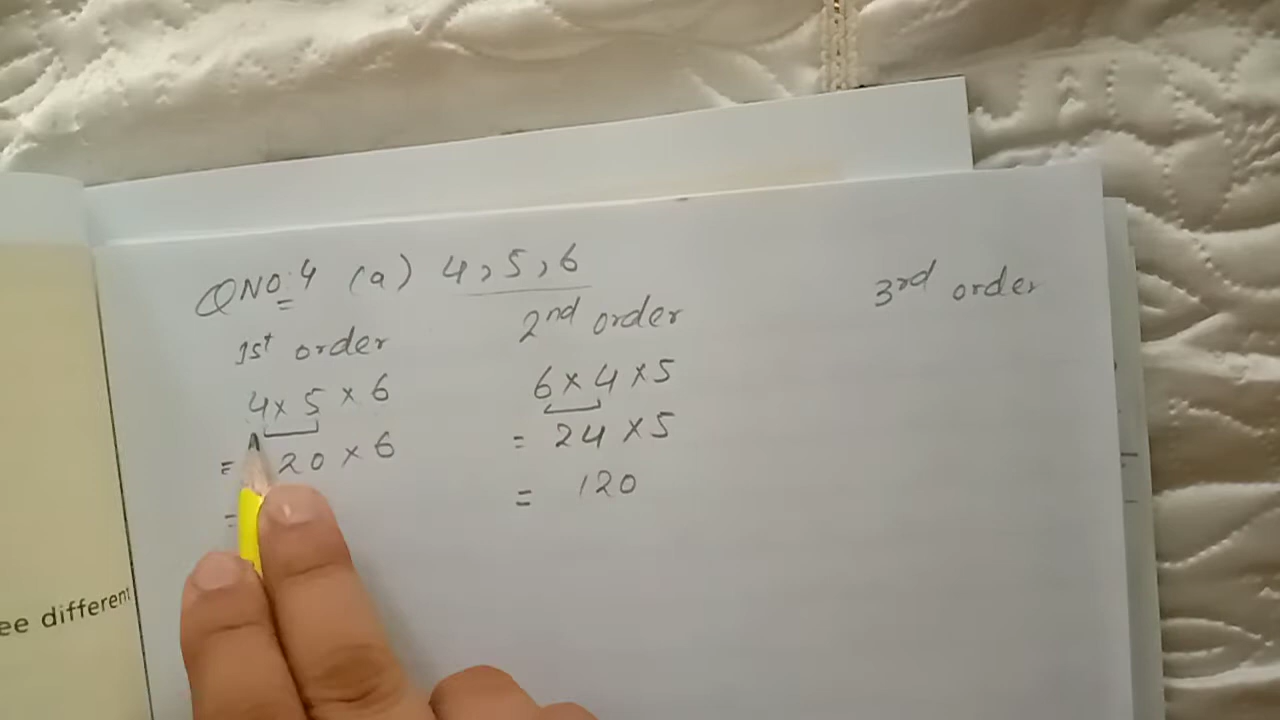 QNO:4 (a) 4, 5, 6
1st order
4 × 5 × 6
= 20 × 6
=
2nd order
6 × 4 × 5
= 24 × 5
= 120
3rd order
different